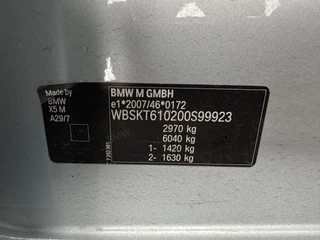 Made by
BMW
X5 M
A29/7
BMW M GMBH
e1*2007/46*0172
WBSKT610200S99923
2970 kg
6040 kg
1- 1420 kg
2- 1630 kg